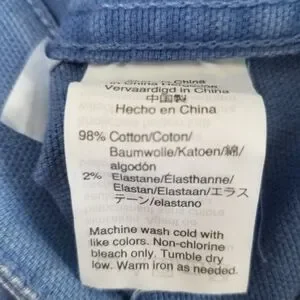 Vervaardigd in China
中国製
Hecho en China
98% Cotton/Coton/
Baumwolle/Katoen/綿/
algodón
2% Elastane/Élasthanne/
Elastan/Elastaan/エラス
テーン/elastano
Machine wash cold with
like colors. Non-chlorine
bleach only. Tumble dry
low. Warm iron as needed.